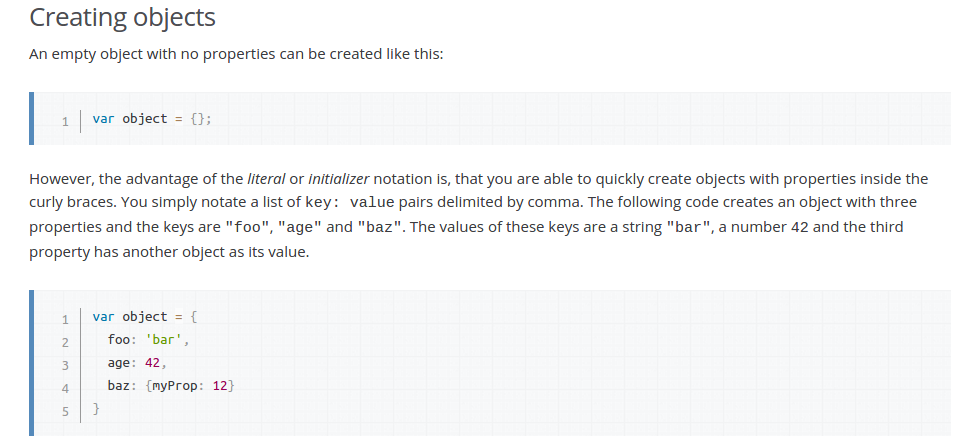 Creating objects
An empty object with no properties can be created like this:
1 var object = {};
However, the advantage of the literal or initializer notation is, that you are able to quickly create objects with properties inside the
curly braces. You simply notate a list of key: value pairs delimited by comma. The following code creates an object with three
properties and the keys are "foo", "age" and "baz". The values of these keys are a string "bar", a number 42 and the third
property has another object as its value.
1 var object = {
2   foo: 'bar',
3   age: 42,
4   baz: {myProp: 12}
5 }